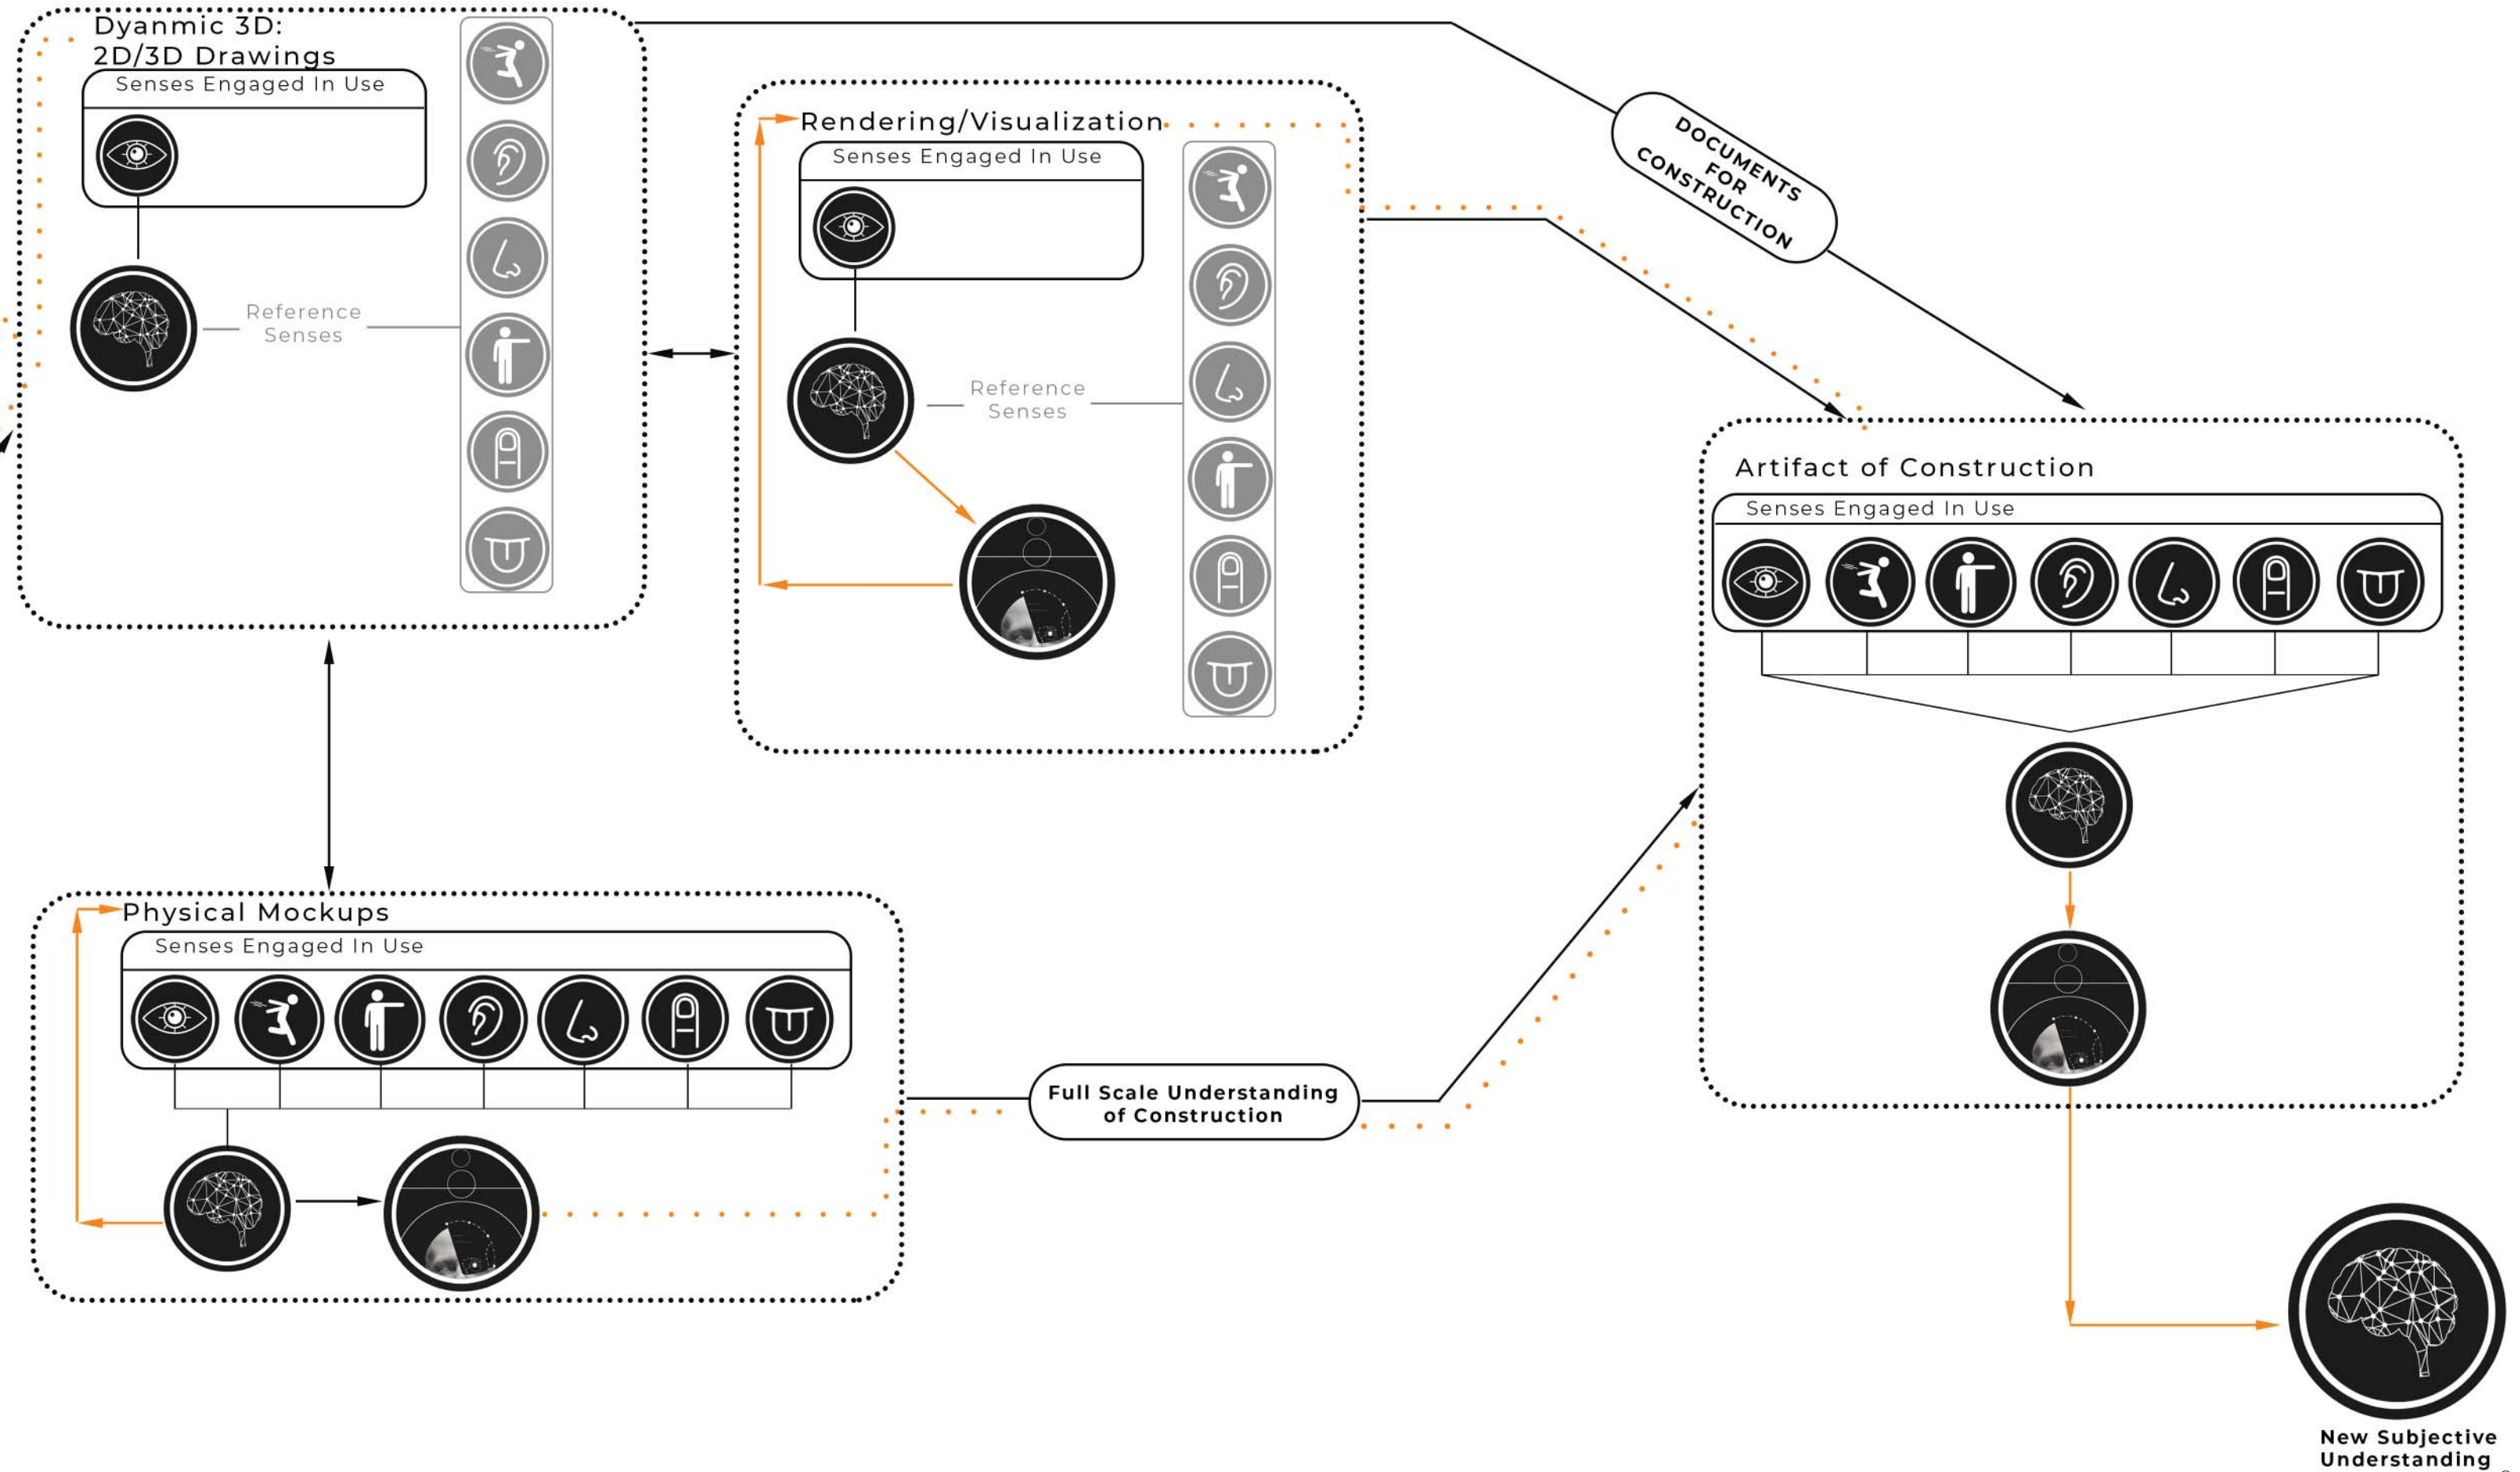 Dyanmic 3D:
2D/3D Drawings
Senses Engaged In Use
Reference
Senses
Rendering/Visualization
Senses Engaged In Use
Reference
Senses
DOCUMENTS
FOR
CONSTRUCTION
Artifact of Construction
Senses Engaged In Use
Physical Mockups
Senses Engaged In Use
Full Scale Understanding
of Construction
New Subjective
Understanding